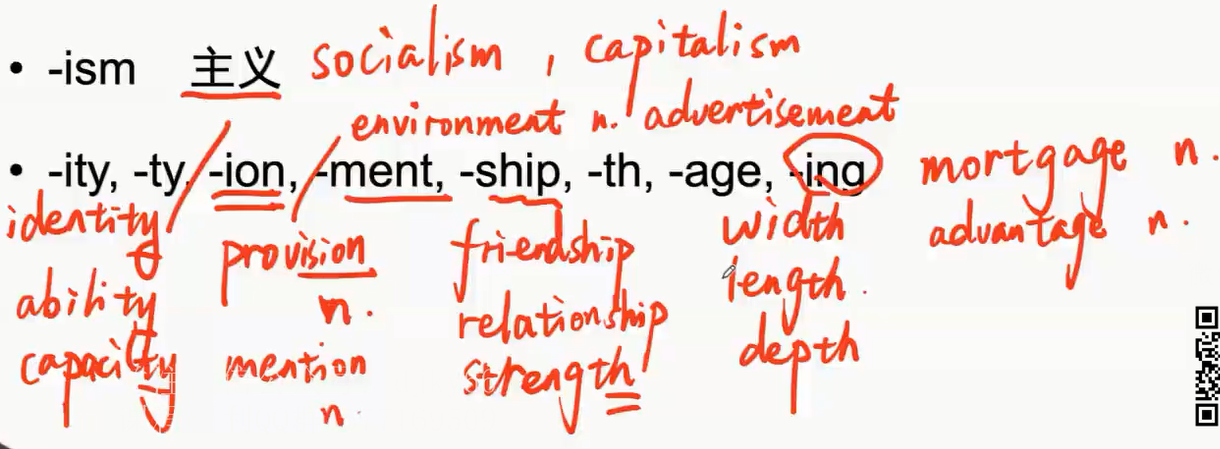 • -ism 主义 socialism , capitalism
environment n. advertisement
• -ity, -ty, -ion, -ment, -ship, -th, -age, -ing mortgage n.
identity provision friendship width advantage n.
ability n. relationship length.
capacity mention strength depth
n.